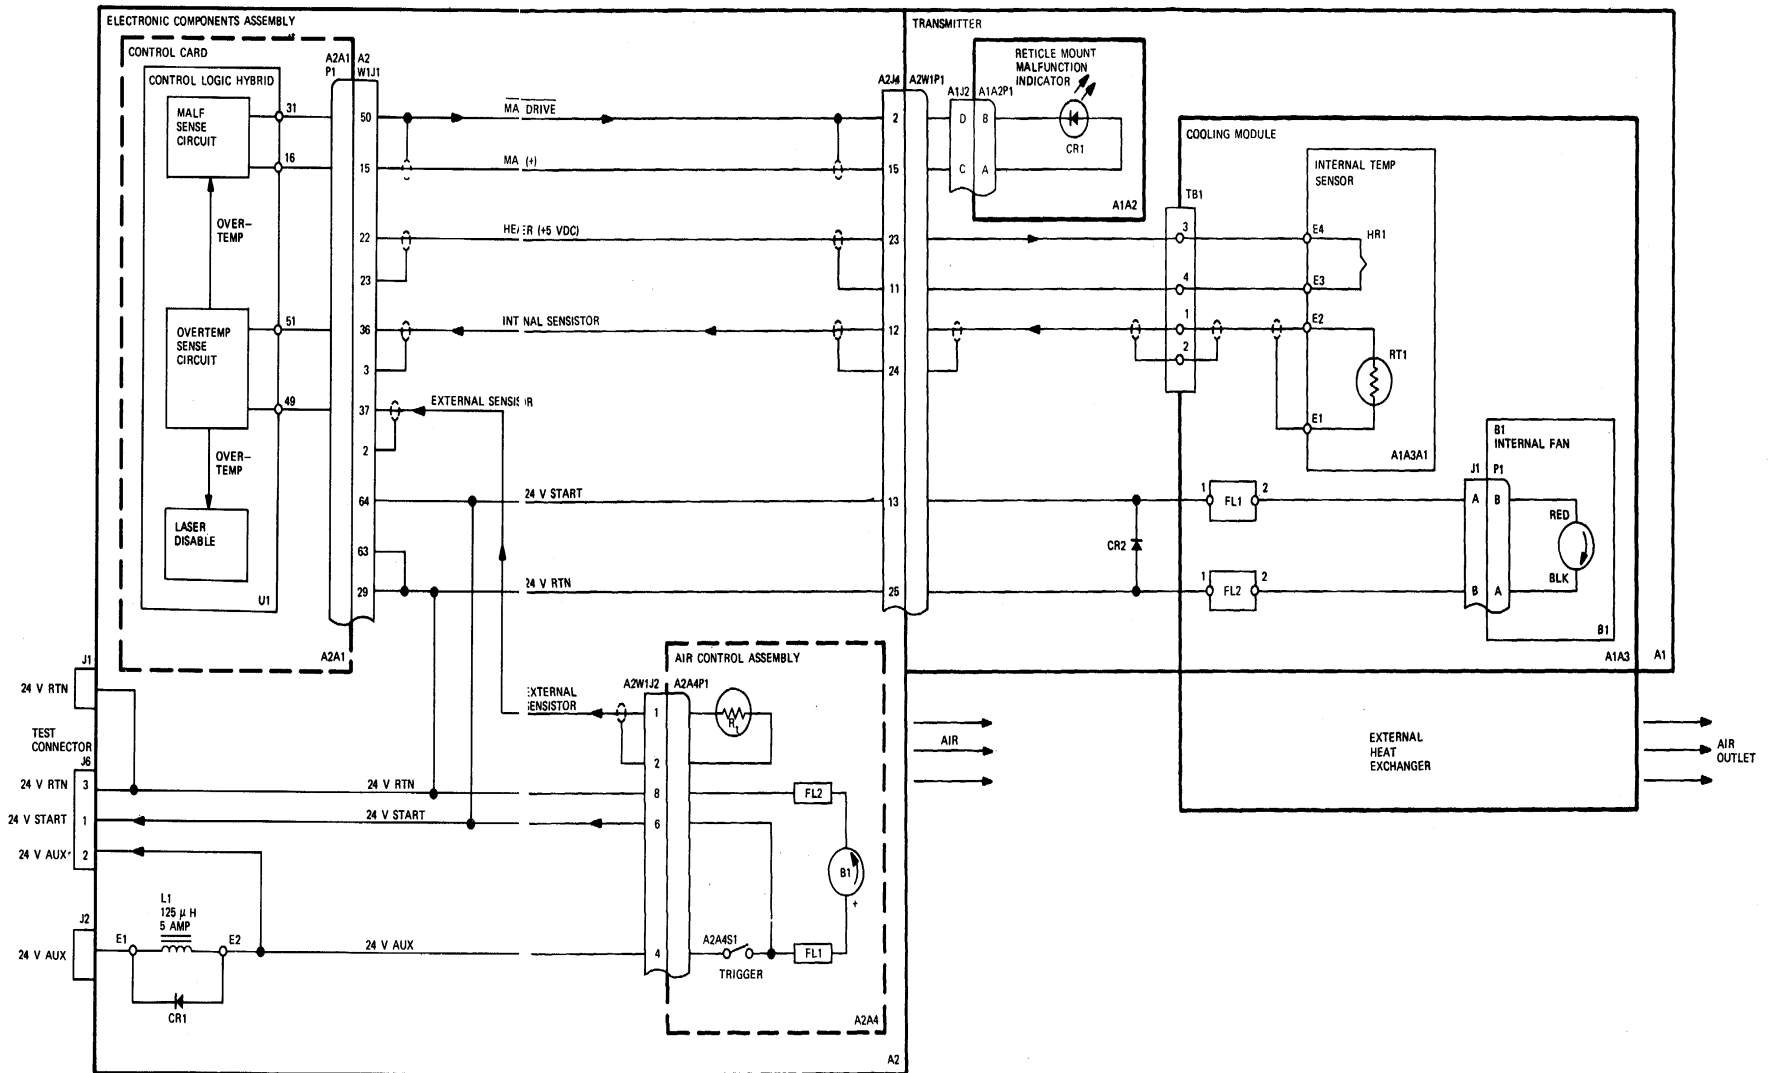 ELECTRONIC COMPONENTS ASSEMBLY
TRANSMITTER
CONTROL CARD
A2A1
P1
A2
W1J1
CONTROL LOGIC HYBRID
MALF
SENSE
CIRCUIT
31
16
OVER-
TEMP
OVERTEMP
SENSE
CIRCUIT
51
49
OVER-
TEMP
LASER
DISABLE
U1
A2A1
50
15
22
23
36
3
37
2
64
63
29
MA DRIVE
MA (+)
HE ER (+5 VDC)
INT NAL SENSISTOR
EXTERNAL SENSIS R
24 V START
24 V RTN
A2J4
A2W1P1
2
15
23
11
12
24
13
25
RETICLE MOUNT
MALFUNCTION
INDICATOR
A1J2
A1A2P1
D
B
C
A
CR1
A1A2
COOLING MODULE
TB1
3
4
1
2
INTERNAL TEMP
SENSOR
E4
HR1
E3
E2
RT1
E1
A1A3A1
CR2
1
FL1
2
1
FL2
2
B1
INTERNAL FAN
J1
P1
A
B
B
A
RED
BLK
B1
A1A3
A1
J1
24 V RTN
TEST
CONNECTOR
J6
24 V RTN
3
24 V START
1
24 V AUX
2
J2
24 V AUX
L1
125 µ H
5 AMP
E1
E2
CR1
24 V RTN
24 V START
24 V AUX
EXTERNAL
SENSISTOR
AIR CONTROL ASSEMBLY
A2W1J2
A2A4P1
1
2
8
6
4
Rt
FL2
B1
+
A2A4S1
FL1
TRIGGER
A2A4
A2
AIR
EXTERNAL
HEAT
EXCHANGER
AIR
OUTLET